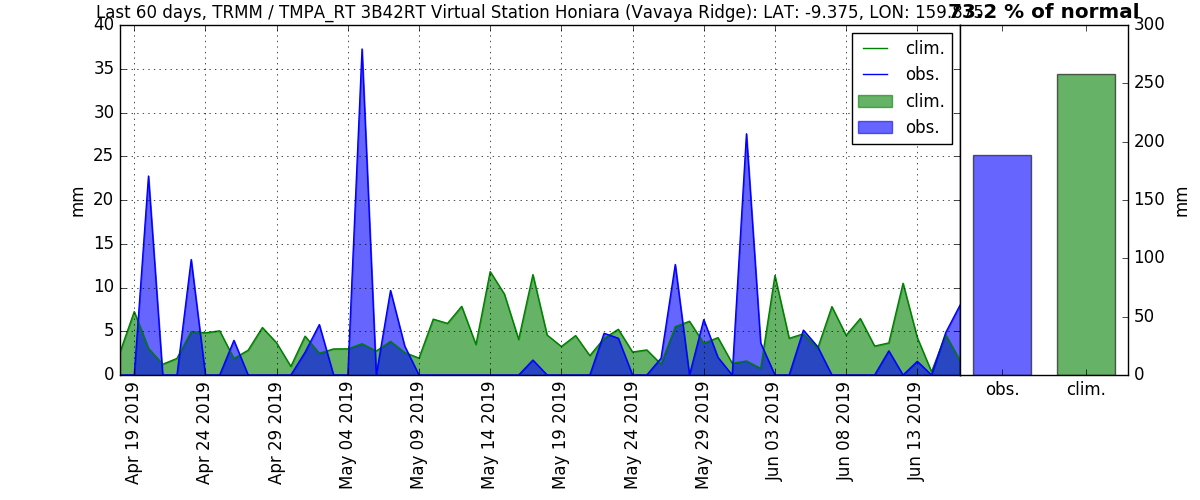 Last 60 days, TRMM / TMPA_RT 3B42RT Virtual Station Honiara (Vavaya Ridge): LAT: -9.375, LON: 159.
73.2 % of normal
40
35
30
25
20
15
10
5
0
mm
clim.
obs.
clim.
obs.
300
250
200
150
100
50
0
mm
obs.
clim.
Apr 19 2019
Apr 24 2019
Apr 29 2019
May 04 2019
May 09 2019
May 14 2019
May 19 2019
May 24 2019
May 29 2019
Jun 03 2019
Jun 08 2019
Jun 13 2019